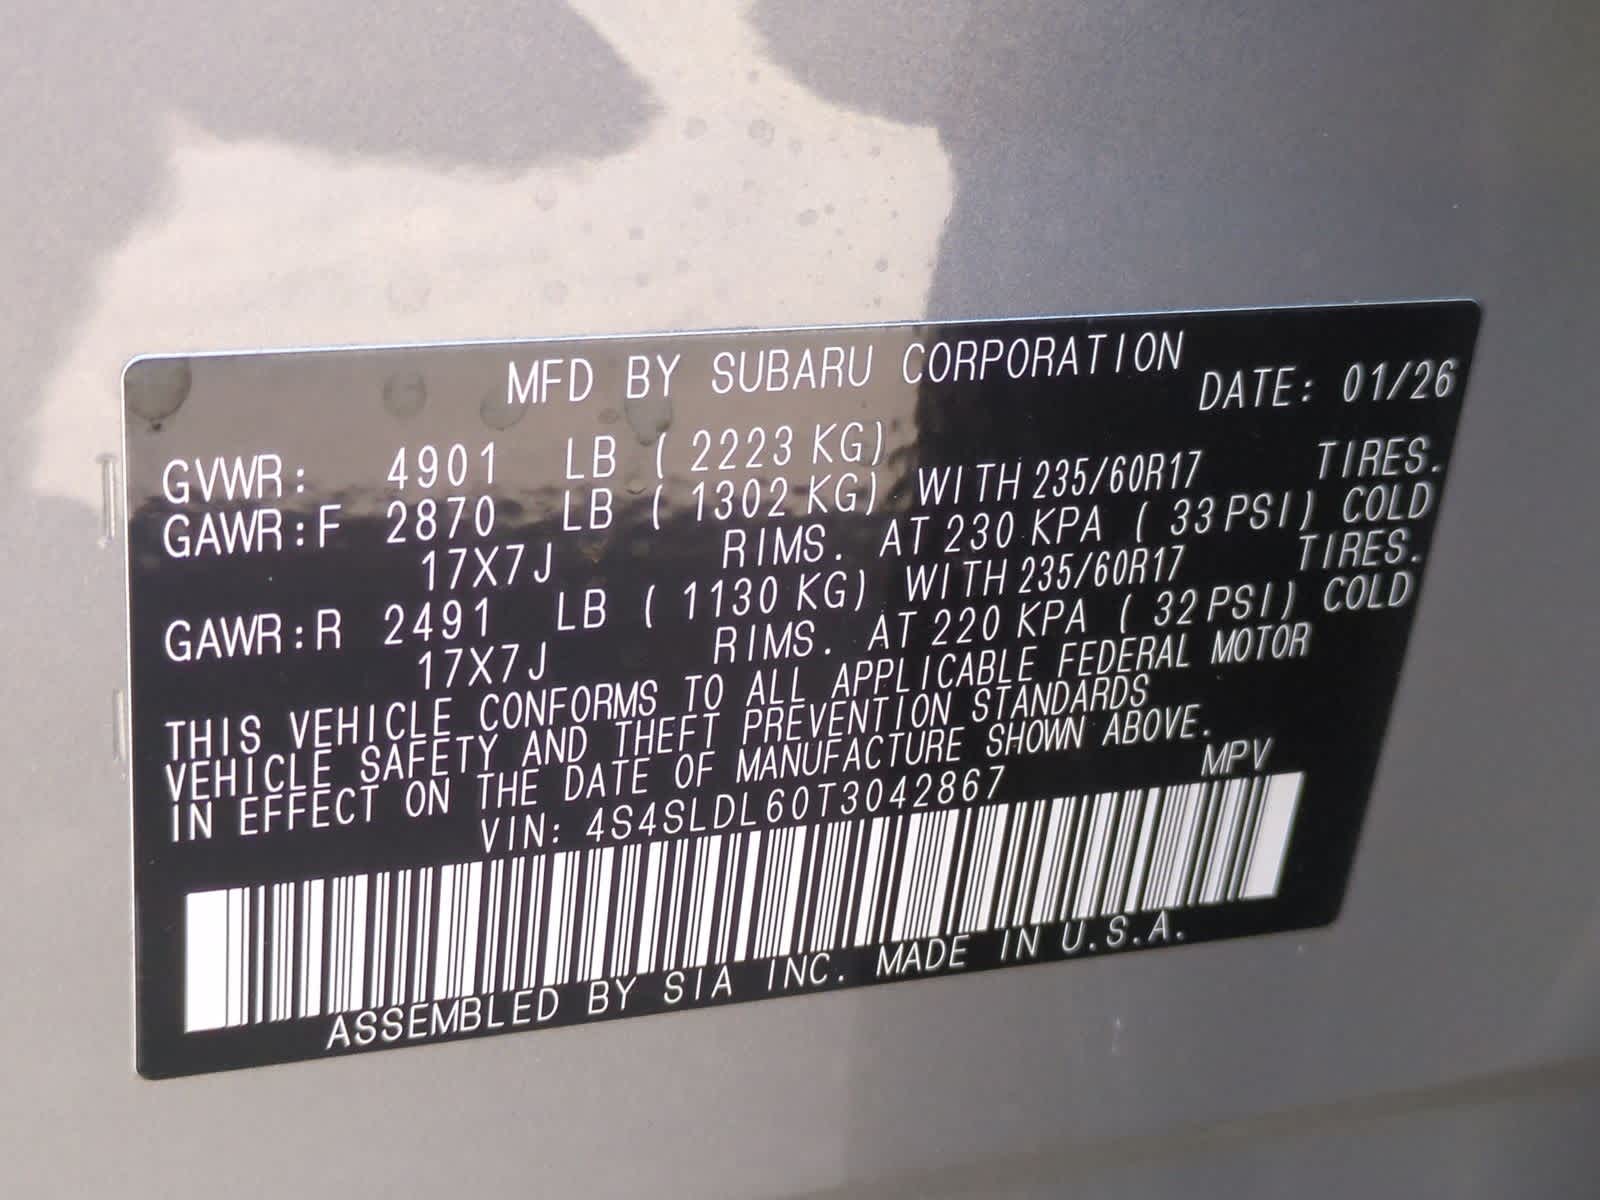 MFD BY SUBARU CORPORATION DATE: 01/26
GVWR: 4901 LB ( 2223 KG)
GAWR:F 2870 LB ( 1302 KG) WITH 235/60R17 TIRES.
17X7J RIMS. AT 230 KPA ( 33 PSI) COLD
GAWR:R 2491 LB ( 1130 KG) WITH 235/60R17 TIRES.
17X7J RIMS. AT 220 KPA ( 32 PSI) COLD
THIS VEHICLE CONFORMS TO ALL APPLICABLE FEDERAL MOTOR
VEHICLE SAFETY AND THEFT PREVENTION STANDARDS
IN EFFECT ON THE DATE OF MANUFACTURE SHOWN ABOVE.
VIN: 4S4SLDL60T3042867 MPV
ASSEMBLED BY SIA INC. MADE IN U.S.A.